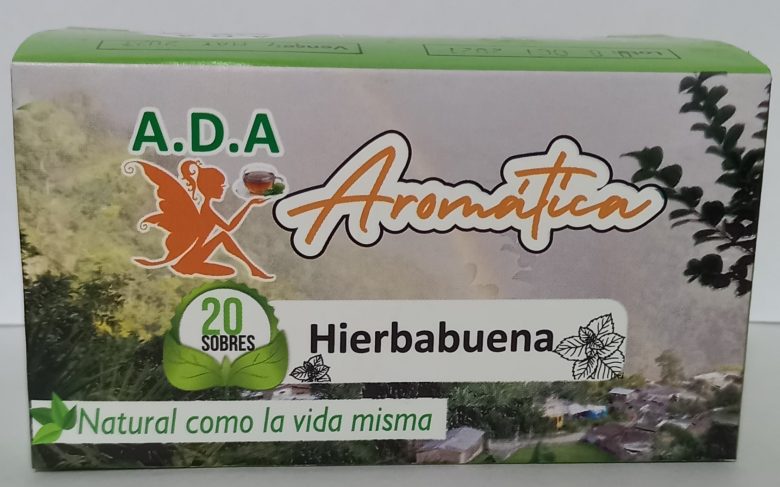 A.D.A
Aromática
20
SOBRES
Hierbabuena
Natural como la vida misma